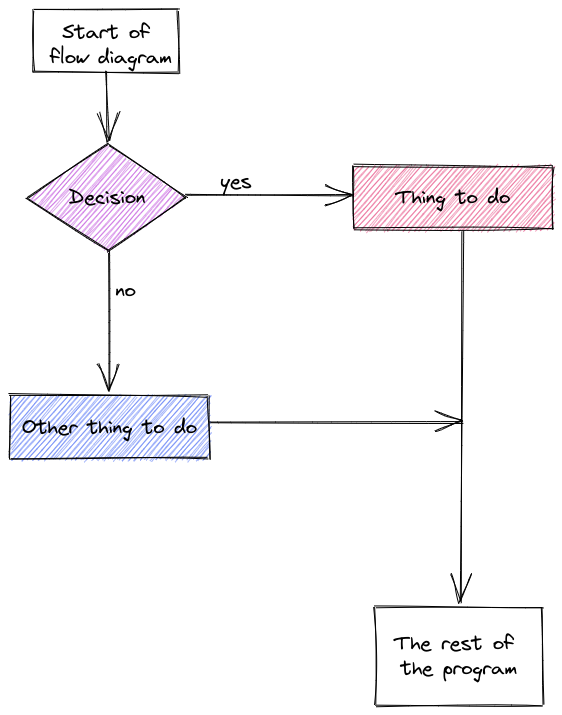 Start of
flow diagram
Decision
yes
Thing to do
no
Other thing to do
The rest of
the program